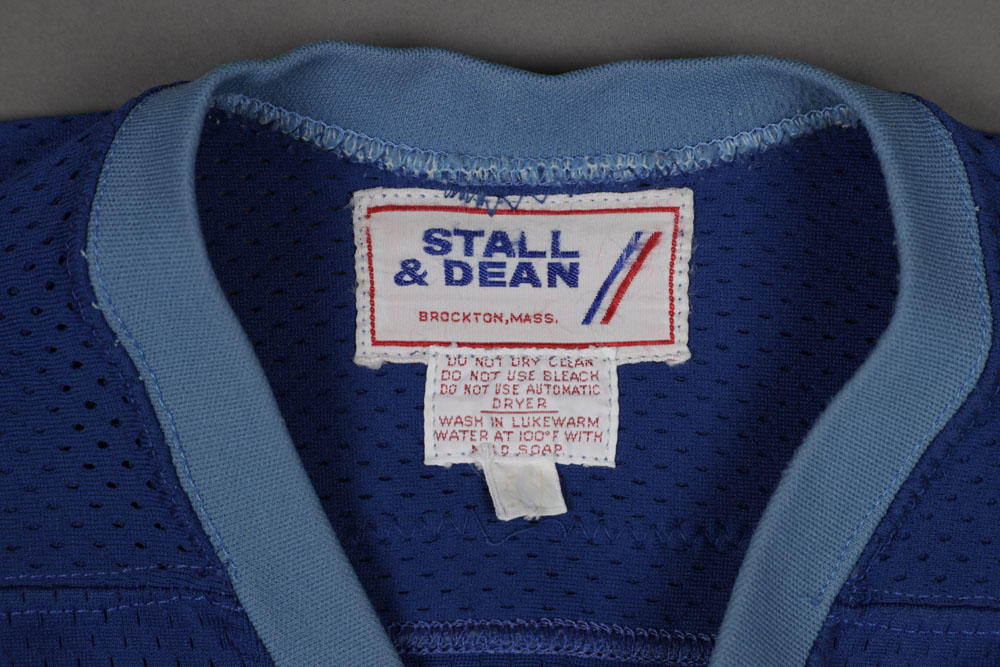 STALL
& DEAN
BROCKTON, MASS.
DO NOT DRY CLEAN
DO NOT USE BLEACH
DO NOT USE AUTOMATIC
DRYER
WASH IN LUKEWARM
WATER AT 100°F WITH
MILD SOAP